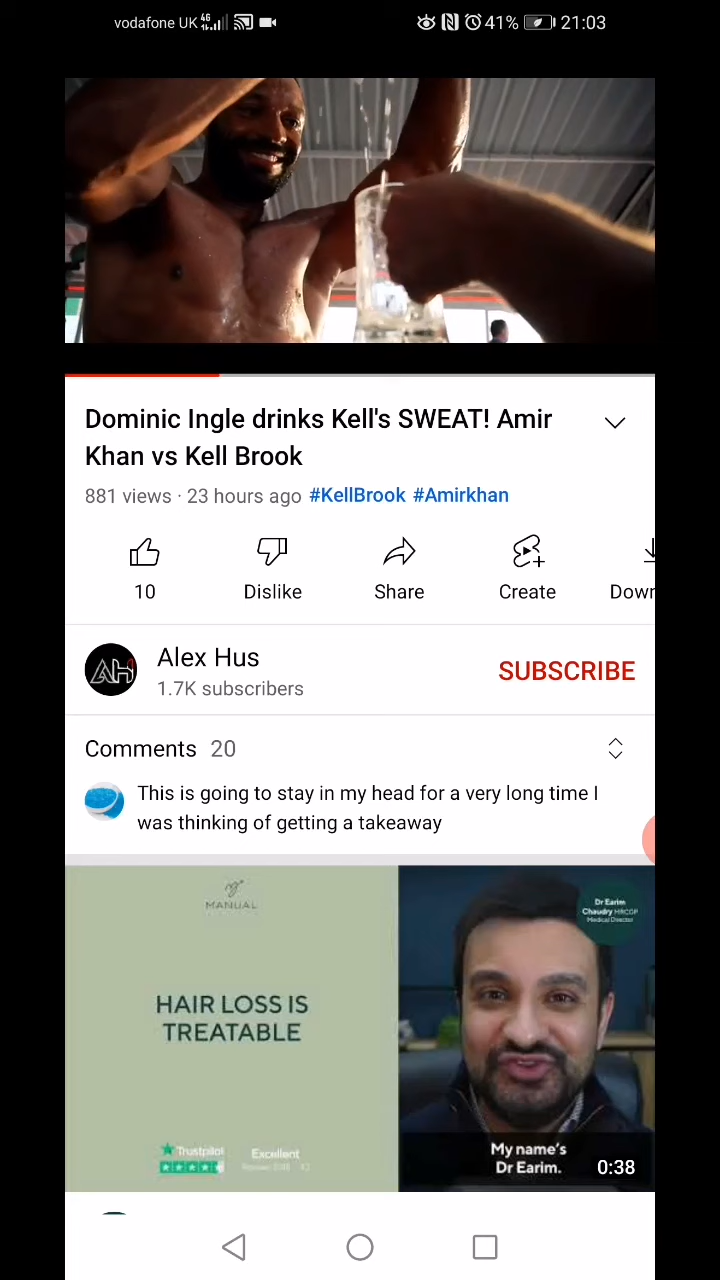 vodafone UK 4G 41% 21:03
Dominic Ingle drinks Kell's SWEAT! Amir
Khan vs Kell Brook
881 views · 23 hours ago #KellBrook #Amirkhan
10 Dislike Share Create Down
AH Alex Hus SUBSCRIBE
1.7K subscribers
Comments 20
This is going to stay in my head for a very long time I
was thinking of getting a takeaway
MANUAL
HAIR LOSS IS
TREATABLE
Trustpilot Excellent
Dr Earim
Chaudry MRCGP
Medical Director
My name's
Dr Earim.
0:38